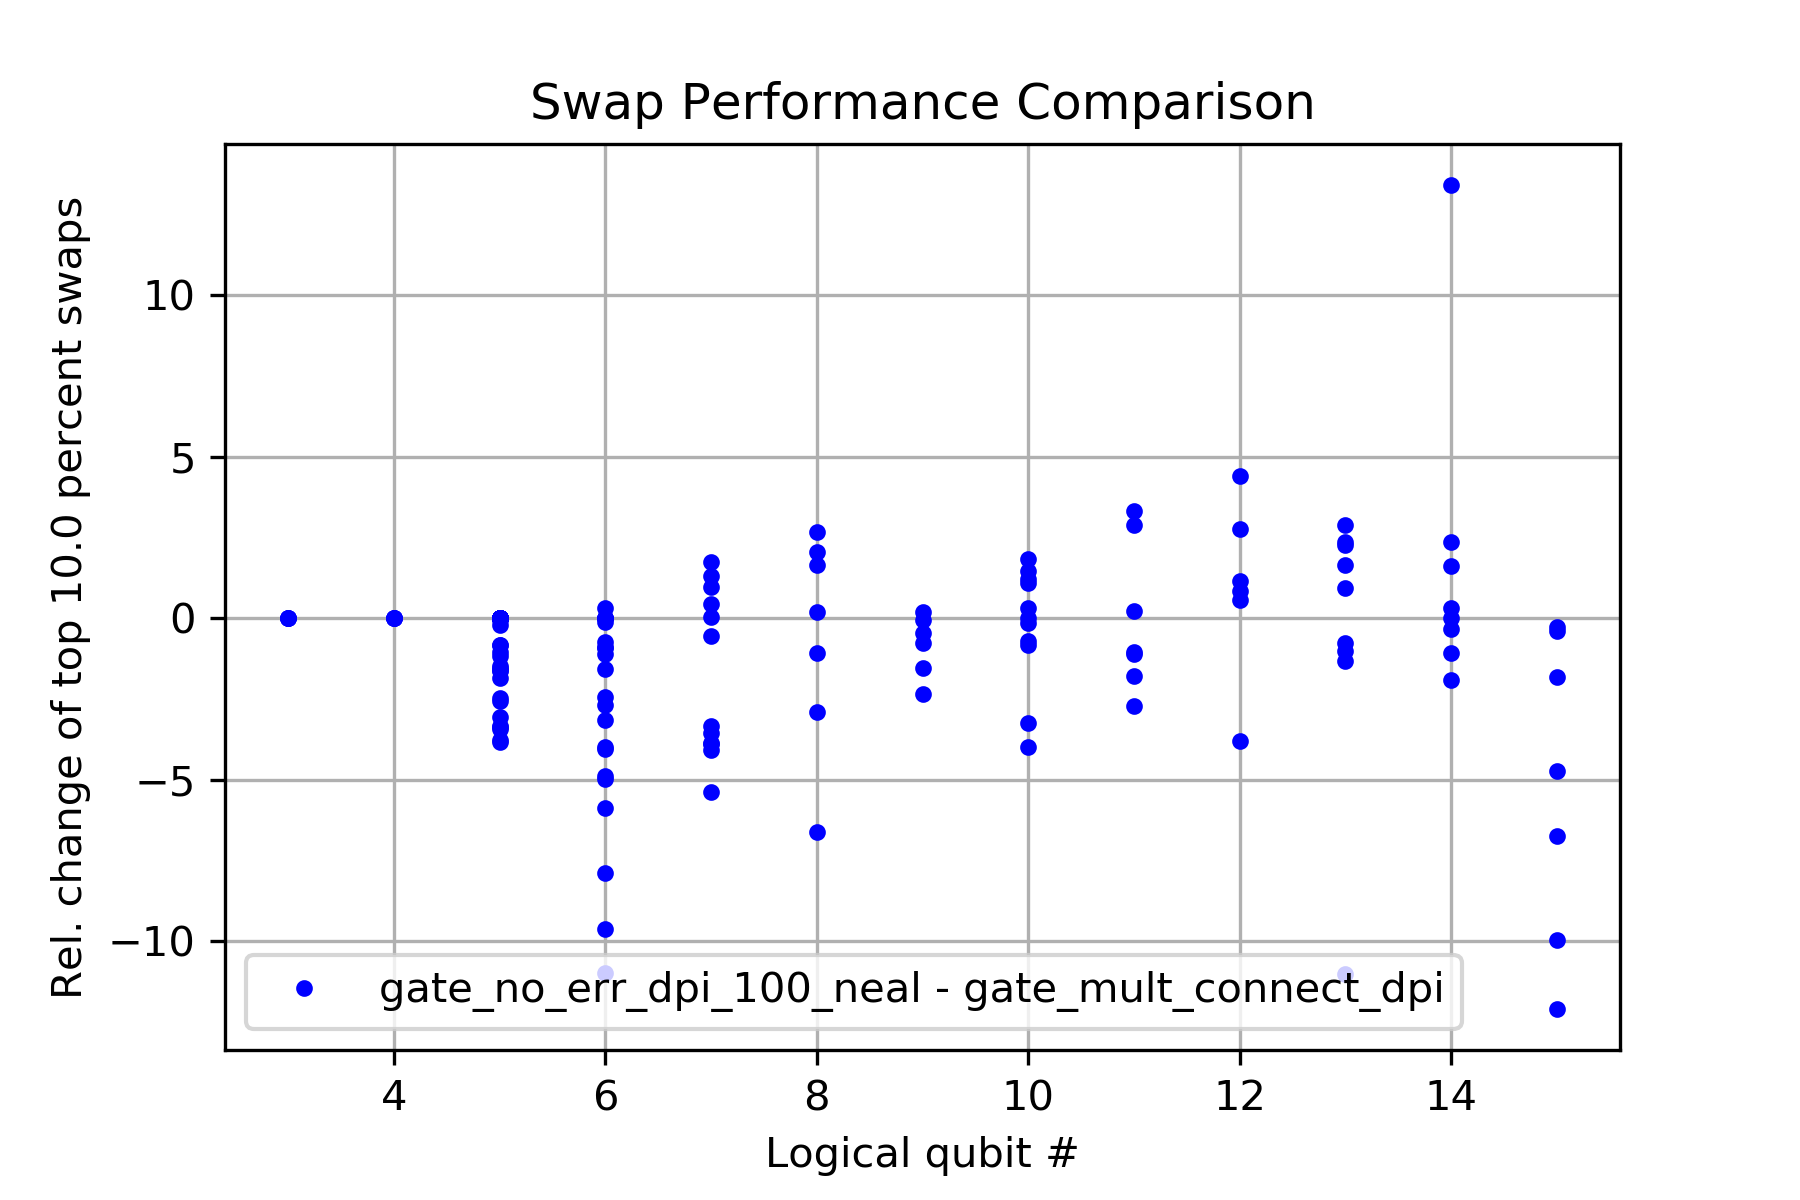 Swap Performance Comparison
Rel. change of top 10.0 percent swaps
10
5
0
−5
−10
gate_no_err_dpi_100_neal - gate_mult_connect_dpi
4 6 8 10 12 14
Logical qubit #